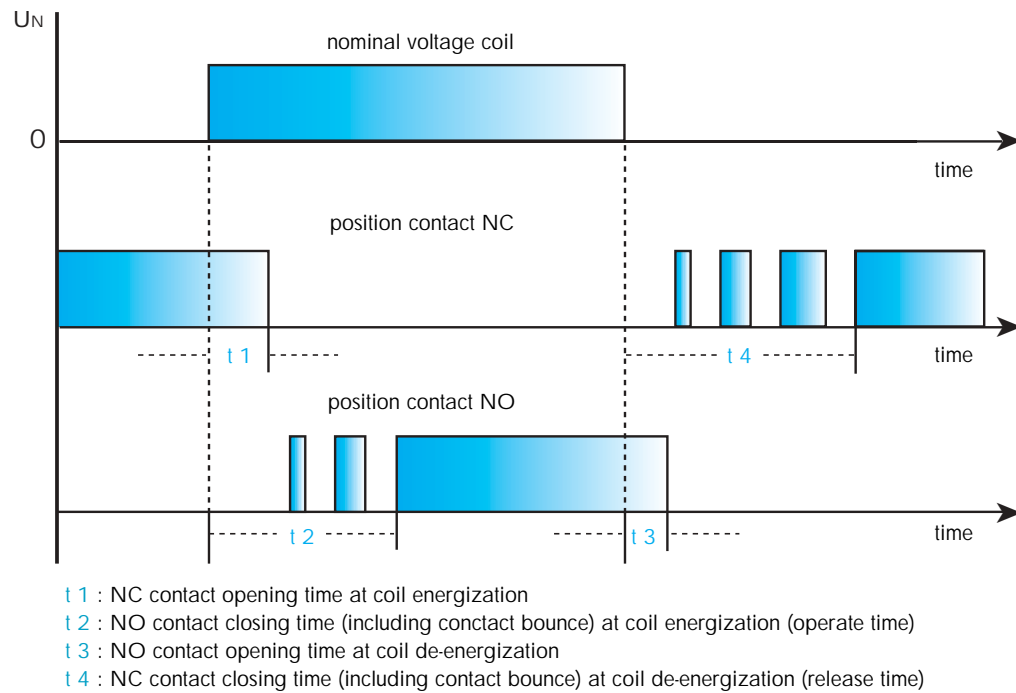 UN
nominal voltage coil
0
time
position contact NC
t 1
t 4
time
position contact NO
t 2
t 3
time
t 1 : NC contact opening time at coil energization
t 2 : NO contact closing time (including conctact bounce) at coil energization (operate time)
t 3 : NO contact opening time at coil de-energization
t 4 : NC contact closing time (including contact bounce) at coil de-energization (release time)